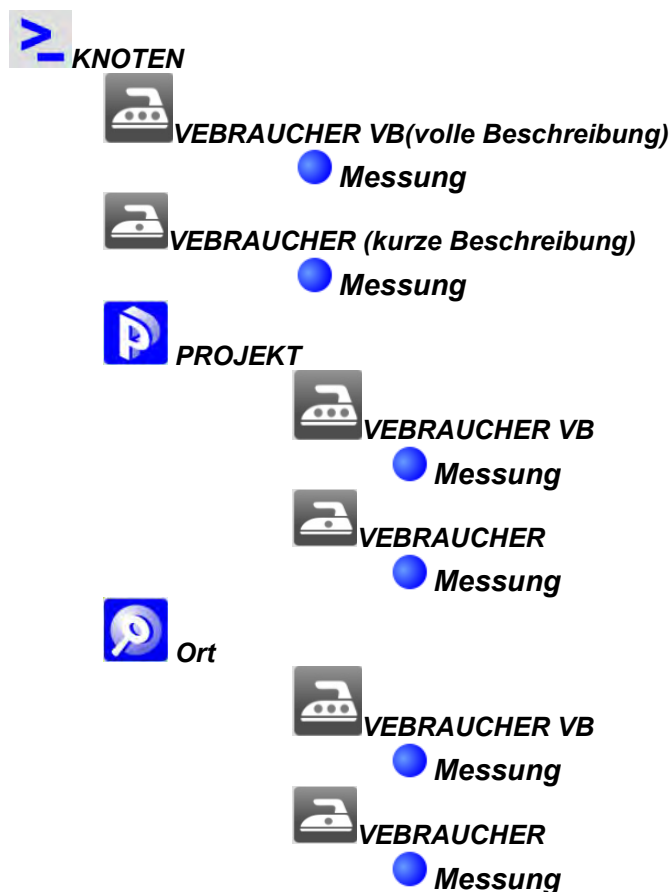 KNOTEN
VEBRAUCHER VB(volle Beschreibung)
Messung
VEBRAUCHER (kurze Beschreibung)
Messung
PROJEKT
VEBRAUCHER VB
Messung
VEBRAUCHER
Messung
Ort
VEBRAUCHER VB
Messung
VEBRAUCHER
Messung